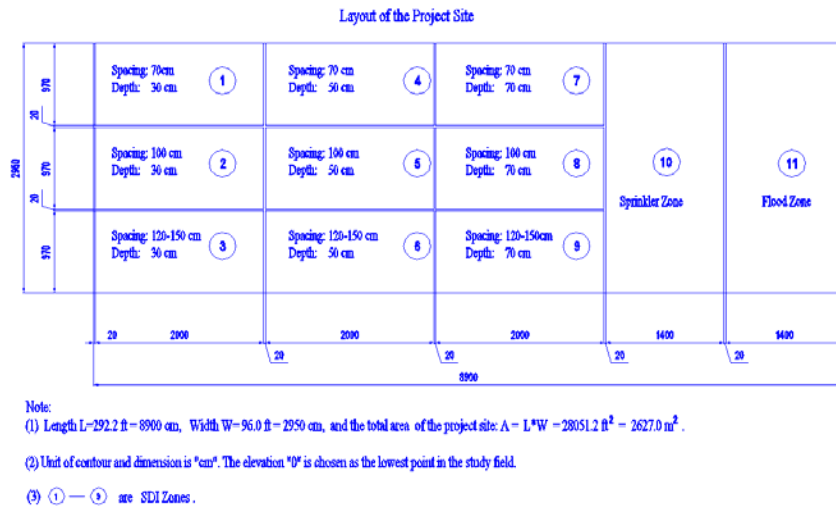 Layout of the Project Site
Spacing: 70cm
Depth: 30 cm
1
Spacing: 70 cm
Depth: 50 cm
4
Spacing: 70 cm
Depth: 70 cm
7
970
20
Spacing: 100 cm
Depth: 30 cm
2
Spacing: 100 cm
Depth: 50 cm
5
Spacing: 100 cm
Depth: 70 cm
8
10
Sprinkler Zone
11
Flood Zone
2950
970
20
Spacing: 120-150 cm
Depth: 30 cm
3
Spacing: 120-150 cm
Depth: 50 cm
6
Spacing: 120-150cm
Depth: 70 cm
9
970
20 2000 2000 2000 1400 1400
20 20 20 20
8900
Note:
(1) Length L=292.2 ft = 8900 cm, Width W= 96.0 ft = 2950 cm, and the total area of the project site: A = L*W = 28051.2 ft² = 2627.0 m² .
(2) Unit of contour and dimension is "cm". The elevation "0" is chosen as the lowest point in the study field.
(3) ① — ⑨ are SDI Zones .